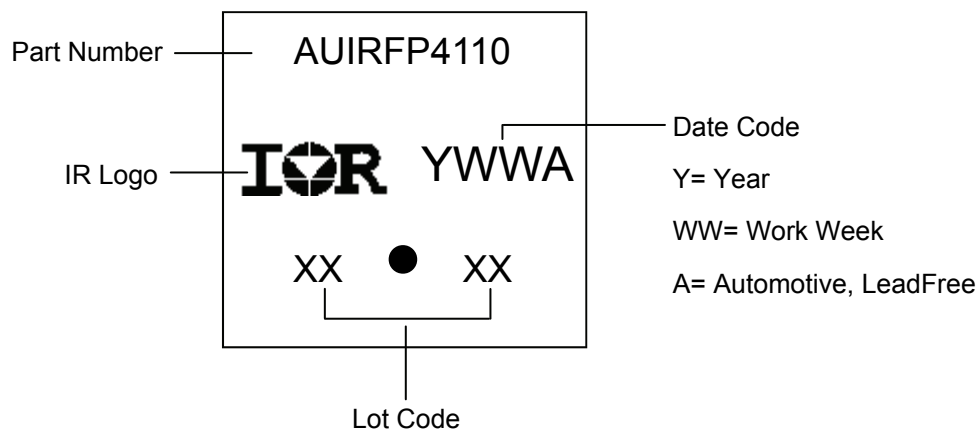 Part Number
AUIRFP4110
IR Logo
IOR
YWWA
Date Code
Y= Year
WW= Work Week
A= Automotive, LeadFree
XX
XX
Lot Code